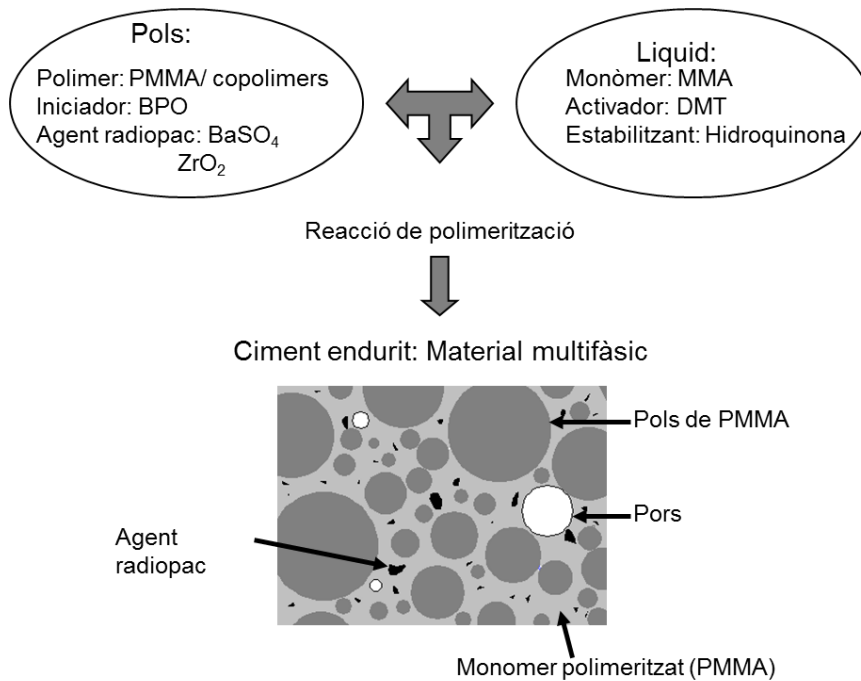 Pols:
Polimer: PMMA/ copolimers
Iniciador: BPO
Agent radiopac: BaSO₄
ZrO₂
Liquid:
Monòmer: MMA
Activador: DMT
Estabilitzant: Hidroquinona
Reacció de polimerització
Ciment endurit: Material multifàsic
Pols de PMMA
Pors
Agent
radiopac
Monomer polimeritzat (PMMA)